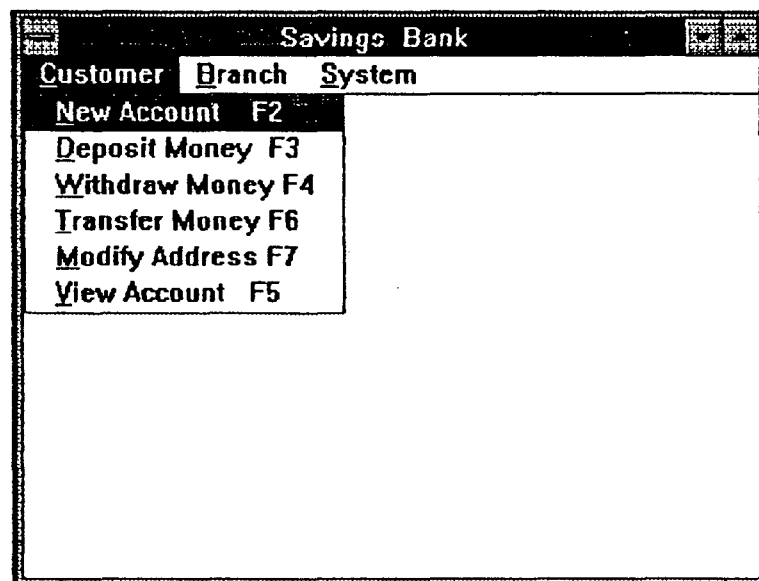 Savings Bank
Customer Branch System
New Account F2
Deposit Money F3
Withdraw Money F4
Transfer Money F6
Modify Address F7
View Account F5